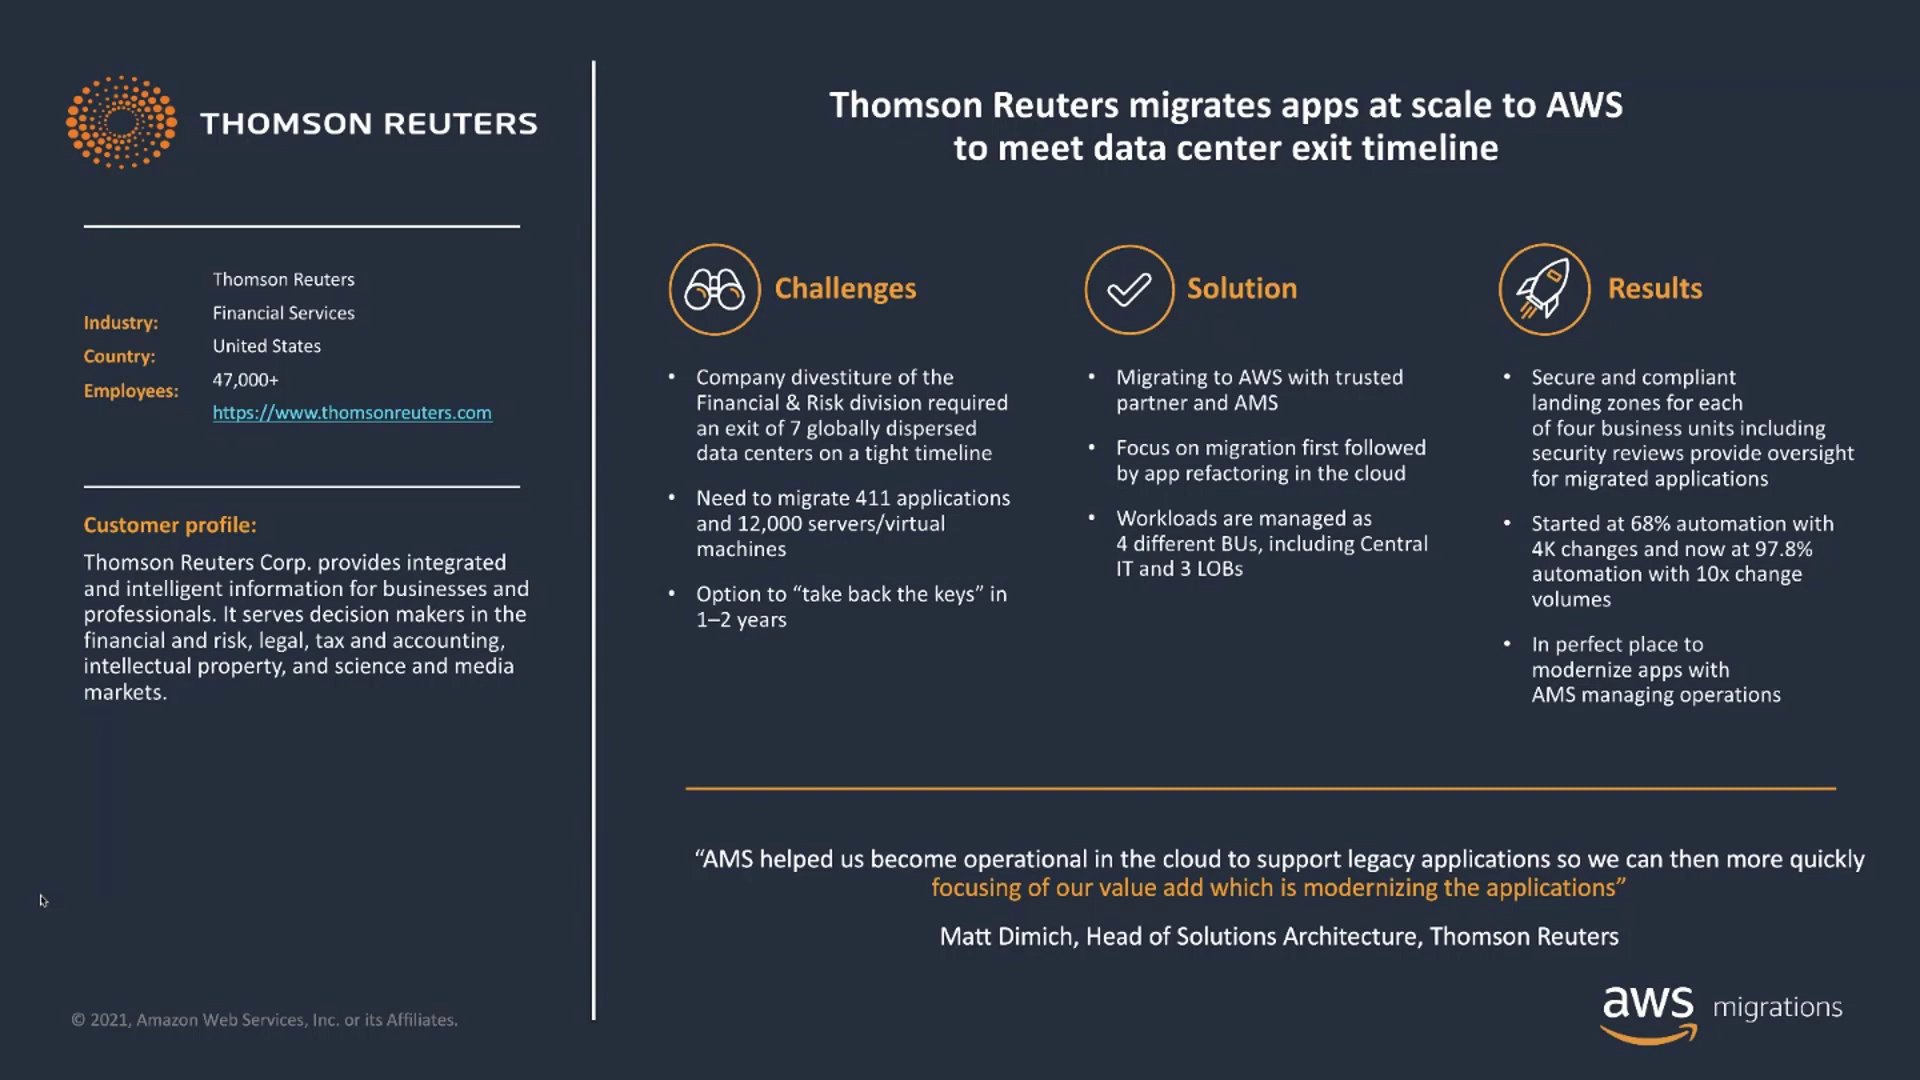 THOMSON REUTERS
Thomson Reuters
Industry: Financial Services
Country: United States
Employees: 47,000+
https://www.thomsonreuters.com
Customer profile:
Thomson Reuters Corp. provides integrated
and intelligent information for businesses and
professionals. It serves decision makers in the
financial and risk, legal, tax and accounting,
intellectual property, and science and media
markets.
© 2021, Amazon Web Services, Inc. or its Affiliates.
Thomson Reuters migrates apps at scale to AWS
to meet data center exit timeline
Challenges
• Company divestiture of the
Financial & Risk division required
an exit of 7 globally dispersed
data centers on a tight timeline
• Need to migrate 411 applications
and 12,000 servers/virtual
machines
• Option to “take back the keys” in
1–2 years
Solution
• Migrating to AWS with trusted
partner and AMS
• Focus on migration first followed
by app refactoring in the cloud
• Workloads are managed as
4 different BUs, including Central
IT and 3 LOBs
Results
• Secure and compliant
landing zones for each
of four business units including
security reviews provide oversight
for migrated applications
• Started at 68% automation with
4K changes and now at 97.8%
automation with 10x change
volumes
• In perfect place to
modernize apps with
AMS managing operations
“AMS helped us become operational in the cloud to support legacy applications so we can then more quickly
focusing of our value add which is modernizing the applications”
Matt Dimich, Head of Solutions Architecture, Thomson Reuters
aws migrations